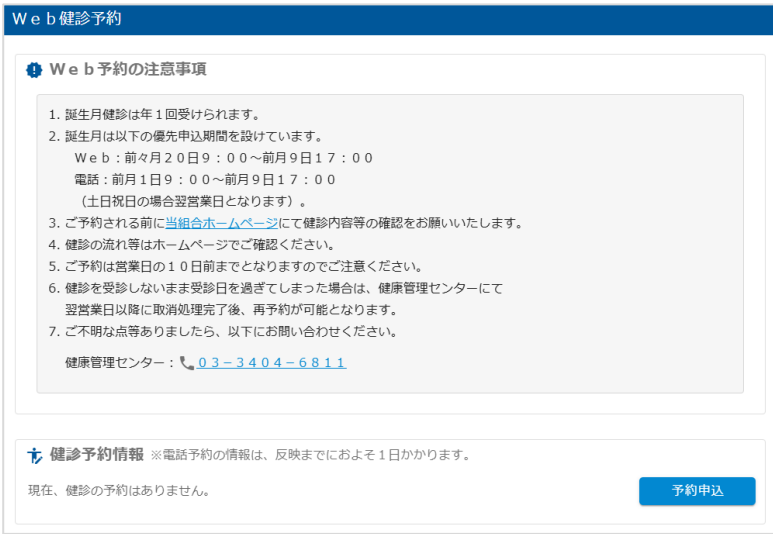 Ｗｅｂ健診予約
Ｗｅｂ予約の注意事項
1. 誕生月健診は年１回受けられます。
2. 誕生月は以下の優先申込期間を設けています。
Ｗｅｂ：前々月２０日９：００～前月９日１７：００
電話：前月１日９：００～前月９日１７：００
（土日祝日の場合翌営業日となります）。
3. ご予約される前に当組合ホームページにて健診内容等の確認をお願いいたします。
4. 健診の流れ等はホームページでご確認ください。
5. ご予約は営業日の１０日前までとなりますのでご注意ください。
6. 健診を受診しないまま受診日を過ぎてしまった場合は、健康管理センターにて
翌営業日以降に取消処理完了後、再予約が可能となります。
7. ご不明な点等ありましたら、以下にお問い合わせください。
健康管理センター：０３－３４０４－６８１１
健診予約情報 ※電話予約の情報は、反映までにおよそ１日かかります。
現在、健診の予約はありません。
予約申込